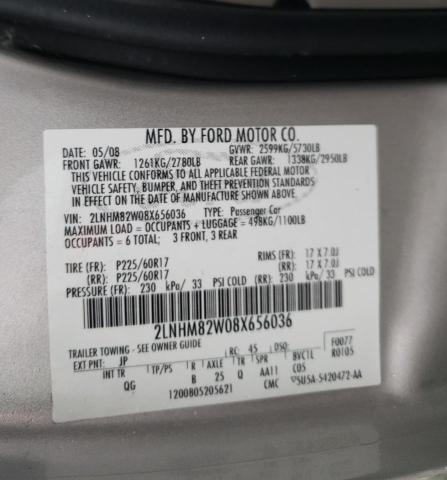 MFD. BY FORD MOTOR CO.
DATE: 05/08 GVWR: 2599KG/5730LB
FRONT GAWR: 1261KG/2780LB REAR GAWR: 1338KG/2950LB
THIS VEHICLE CONFORMS TO ALL APPLICABLE FEDERAL MOTOR
VEHICLE SAFETY, BUMPER, AND THEFT PREVENTION STANDARDS
IN EFFECT ON THE DATE OF MANUFACTURE SHOWN ABOVE.
VIN: 2LNHM82W08X656036 TYPE: Passenger Car
MAXIMUM LOAD = OCCUPANTS + LUGGAGE = 498KG/1100LB
OCCUPANTS = 6 TOTAL; 3 FRONT, 3 REAR
TIRE (FR): P225/60R17 RIMS (FR): 17 X 7.0J
(RR): P225/60R17 (RR): 17 X 7.0J
PRESSURE (FR): 230 kPa/ 33 PSI COLD (RR): 230 kPa/ 33 PSI COLD
2LNHM82W08X656036
TRAILER TOWING - SEE OWNER GUIDE F0077
EXT PNT: JP RC: 45 R0105
INT TR TP/PS R AXLE TR SPR BVCTL
QG B 25 Q AA11 C05
1200805205621 CMC 5U5A-5420472-AA